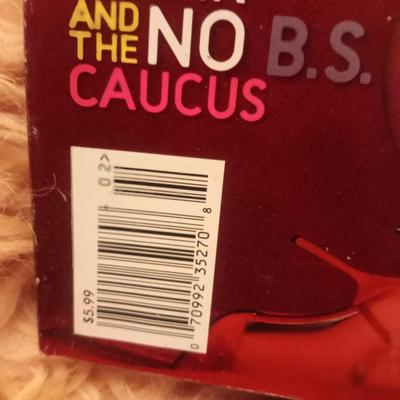 AND
THE NO B.S.
CAUCUS
02>
$5.99
0 70992 35270 8